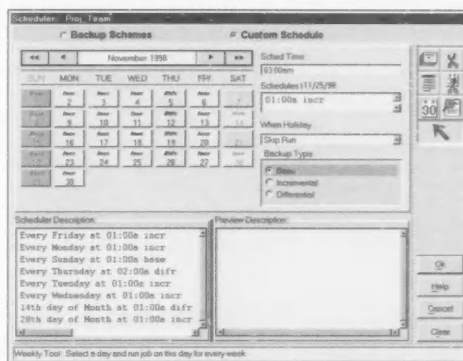 Scheduler: Proj_Team
Backup Schemes
Custom Schedule
November 1998
SUN MON TUE WED THU FRI SAT
2 3 4 5 6
9 10 11 12 13
16 17 18 19 20
23 24 25 26 27
30
Sched Time
03:00am
Schedules (11/25/98
01:00a incr
When Holiday
Skip Run
Backup Type
Base
Incremental
Differential
30
Scheduler Description:
Every Friday at 01:00a incr
Every Monday at 01:00a incr
Every Sunday at 01:00a base
Every Thursday at 02:00a difr
Every Tuesday at 01:00a incr
Every Wednesday at 01:00a incr
14th day of Month at 01:00a difr
28th day of Month at 01:00a incr
Preview Description:
Ok
Help
Cancel
Clear
Weekly Tool: Select a day and run job on this day for every week